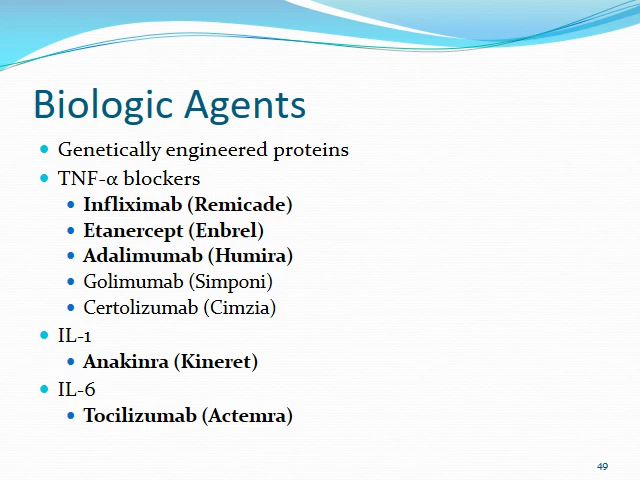 Biologic Agents
Genetically engineered proteins
TNF-α blockers
Infliximab (Remicade)
Etanercept (Enbrel)
Adalimumab (Humira)
Golimumab (Simponi)
Certolizumab (Cimzia)
IL-1
Anakinra (Kineret)
IL-6
Tocilizumab (Actemra)
49